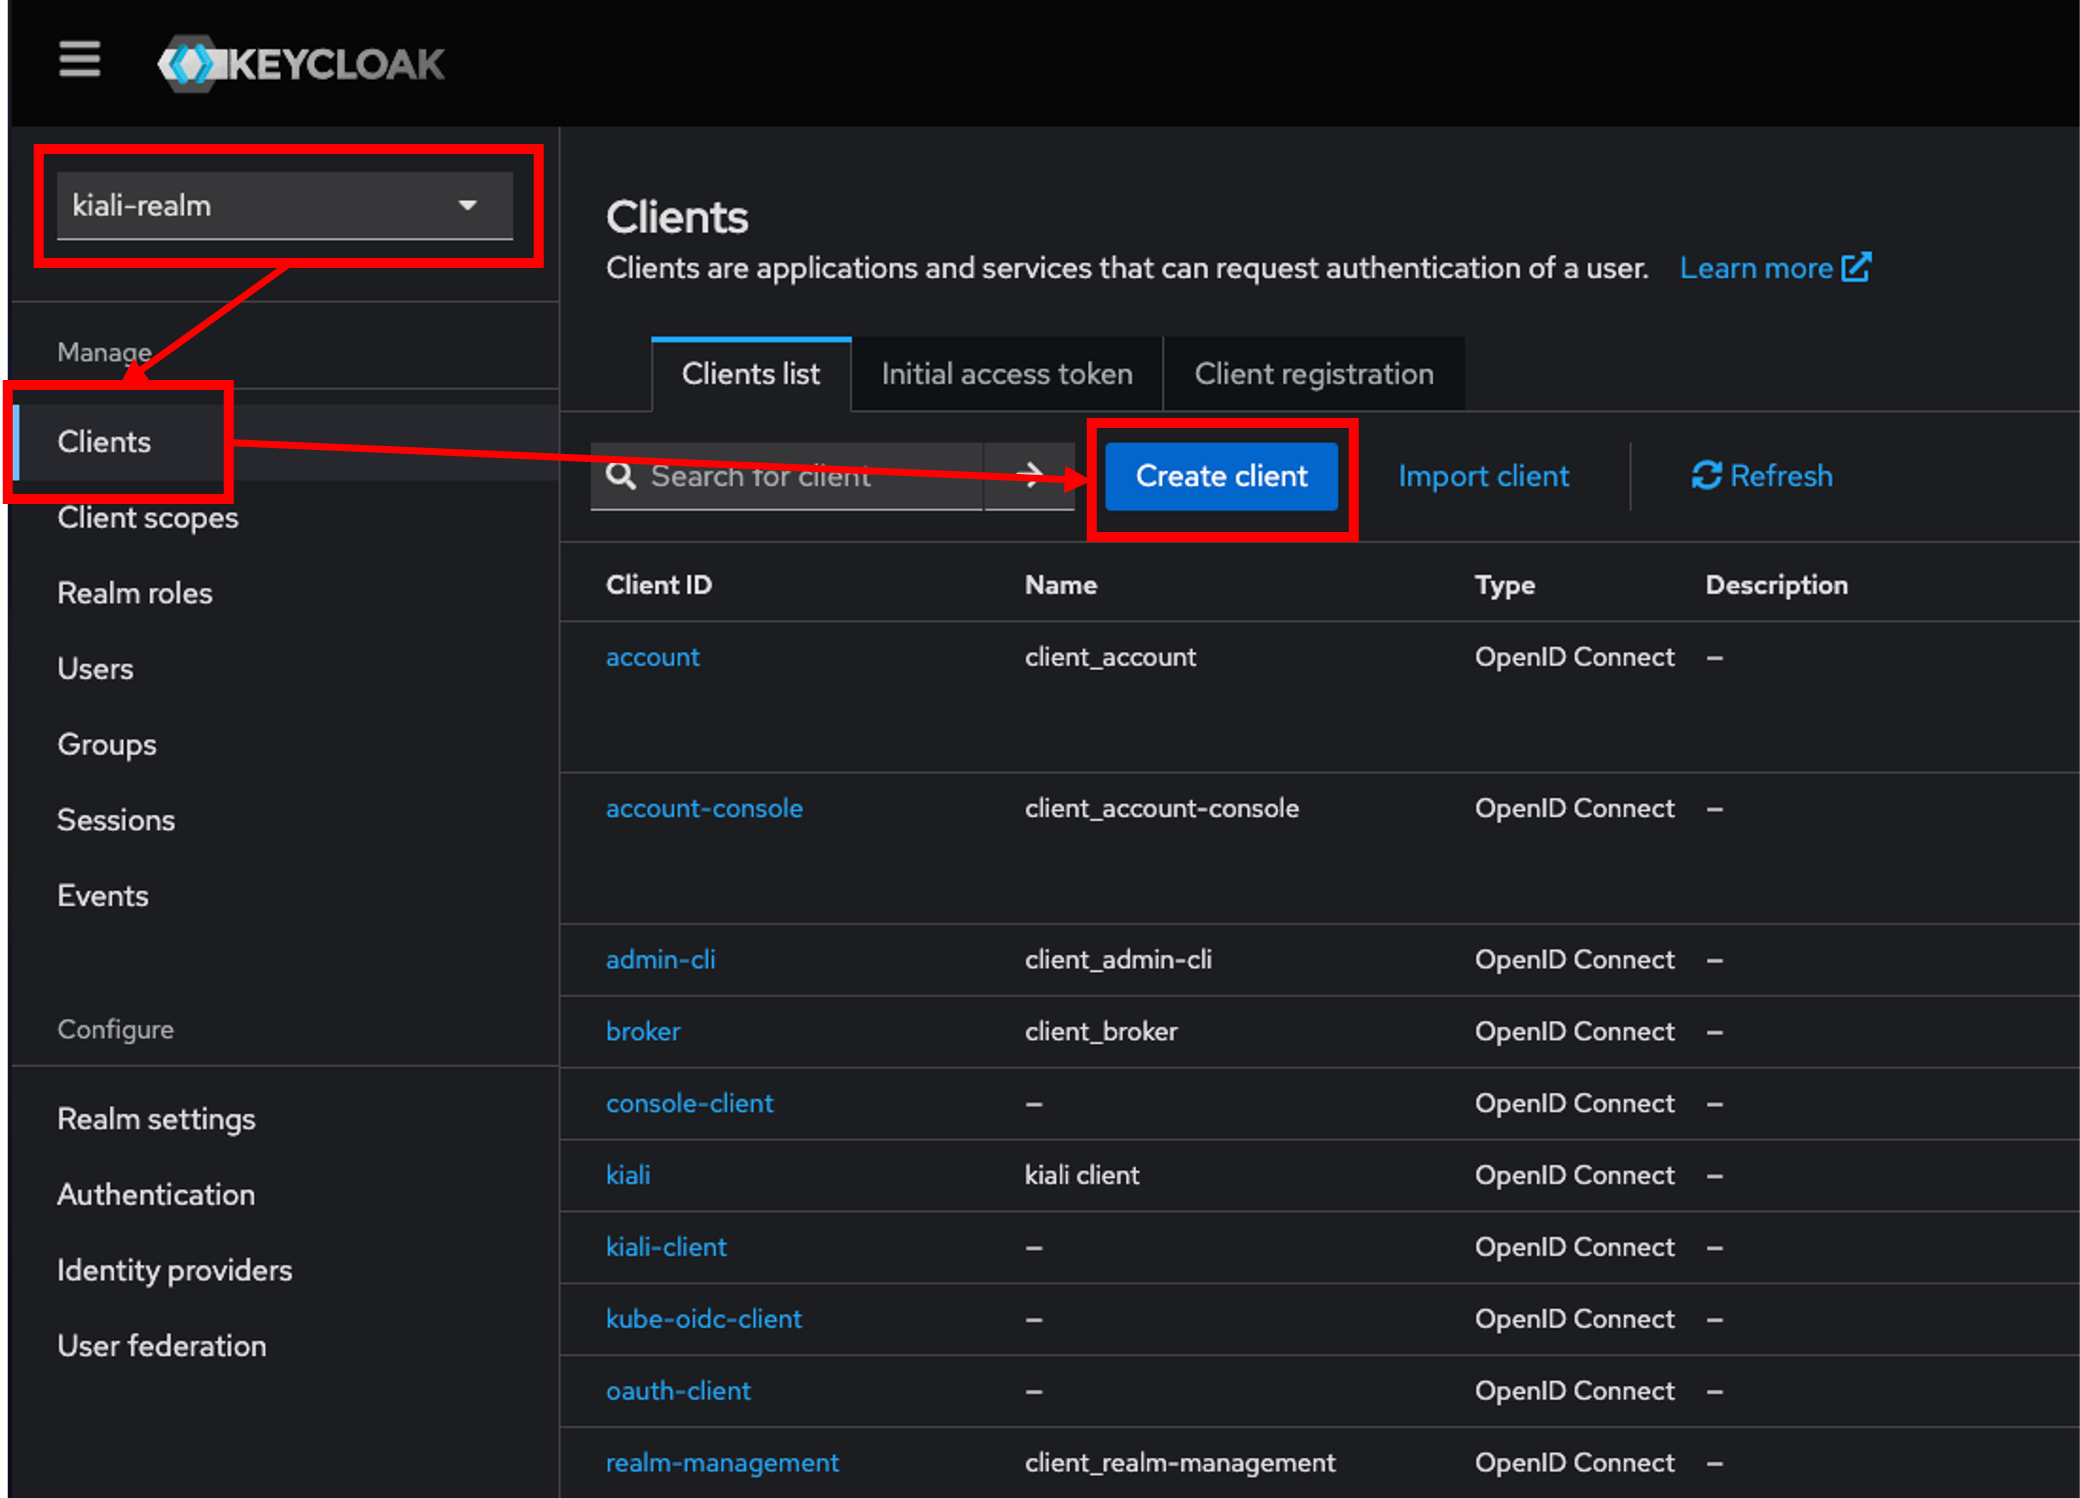 KEYCLOAK
kiali-realm
Manage
Clients
Client scopes
Realm roles
Users
Groups
Sessions
Events
Configure
Realm settings
Authentication
Identity providers
User federation
Clients
Clients are applications and services that can request authentication of a user. Learn more
Clients list Initial access token Client registration
Search for client Create client Import client Refresh
Client ID Name Type Description
account client_account OpenID Connect –
account-console client_account-console OpenID Connect –
admin-cli client_admin-cli OpenID Connect –
broker client_broker OpenID Connect –
console-client – OpenID Connect –
kiali kiali client OpenID Connect –
kiali-client – OpenID Connect –
kube-oidc-client – OpenID Connect –
oauth-client – OpenID Connect –
realm-management client_realm-management OpenID Connect –